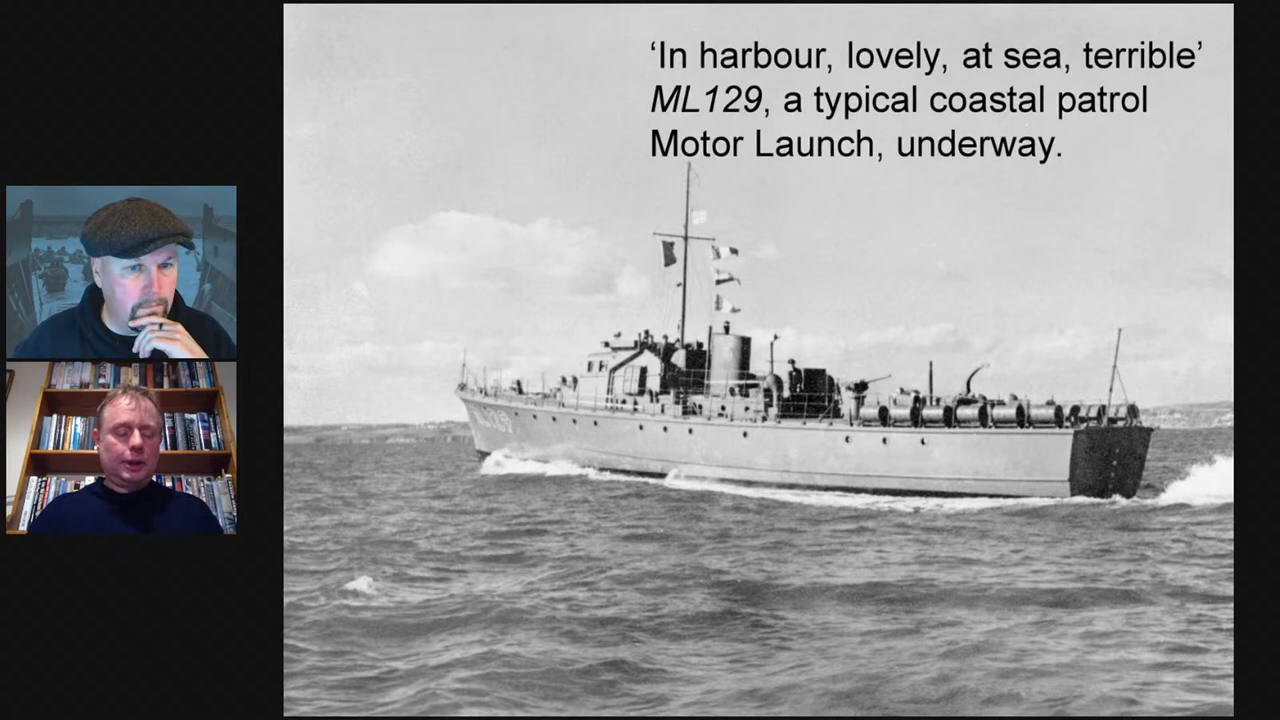 ‘In harbour, lovely, at sea, terrible’
ML129, a typical coastal patrol
Motor Launch, underway.